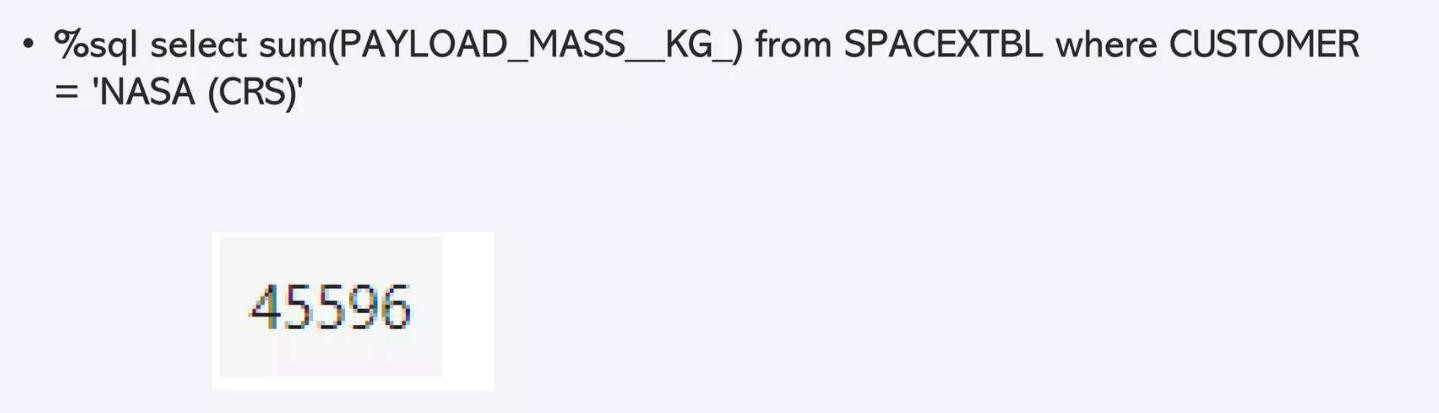 • %sql select sum(PAYLOAD_MASS__KG_) from SPACEXTBL where CUSTOMER
= 'NASA (CRS)'
45596